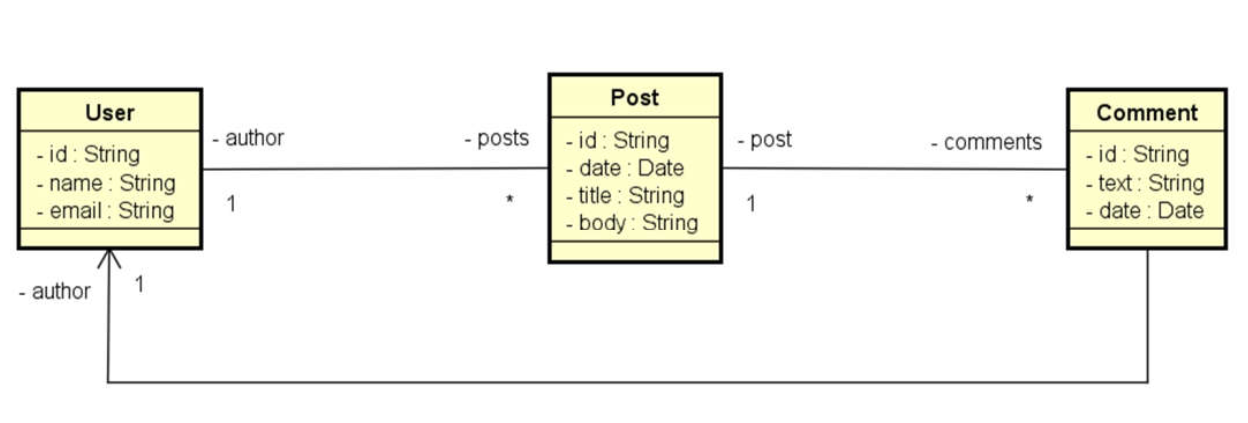 User
- id : String
- name : String
- email : String
- author
1
- posts
*
Post
- id : String
- date : Date
- title : String
- body : String
- post
1
- comments
*
Comment
- id : String
- text : String
- date : Date
- author
1